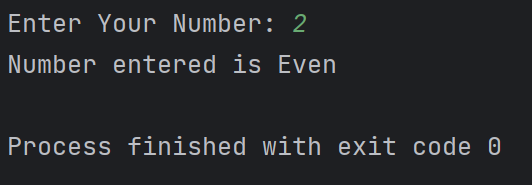 Enter Your Number: 2
Number entered is Even
Process finished with exit code 0